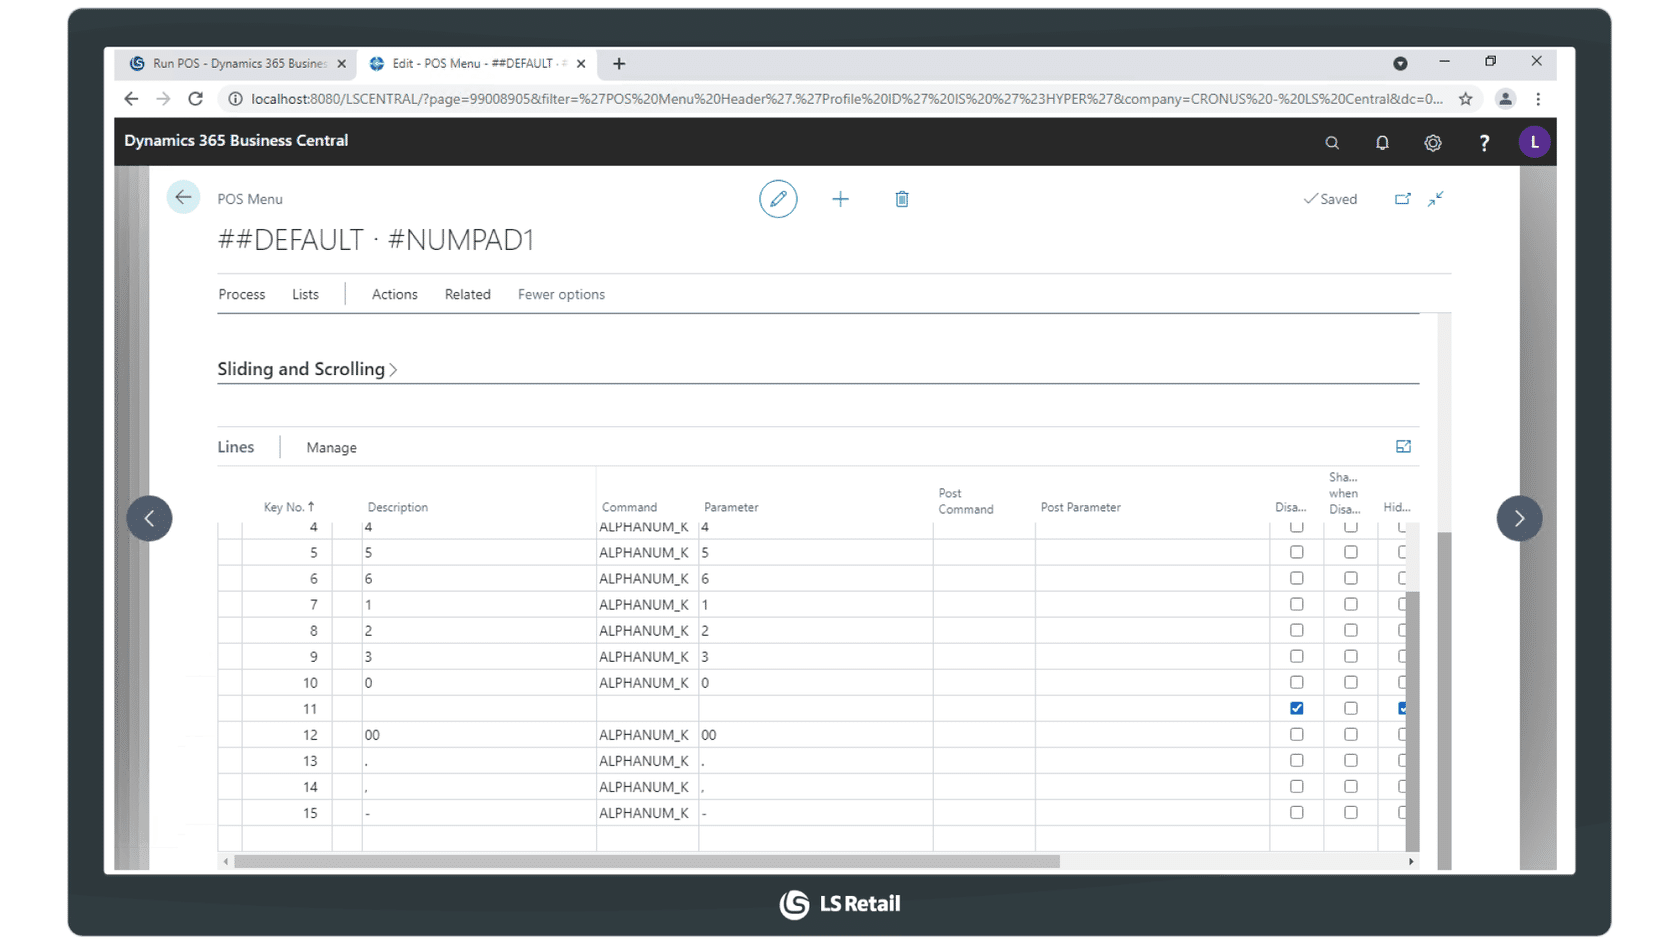 Run POS - Dynamics 365 Busines
Edit - POS Menu - ##DEFAULT · #
localhost:8080/LSCENTRAL/?page=99008905&filter=%27POS%20Menu%20Header%27.%27Profile%20ID%27%20IS%20%27%23HYPER%27&company=CRONUS%20-%20LS%20Central&dc=0...
Dynamics 365 Business Central
? L
POS Menu
Saved
##DEFAULT · #NUMPAD1
Process Lists Actions Related Fewer options
Sliding and Scrolling
Lines Manage
Key No. ↑ Description Command Parameter Post Command Post Parameter Disa... Sha... when Disa... Hid...
4 4 ALPHANUM_K 4
5 5 ALPHANUM_K 5
6 6 ALPHANUM_K 6
7 1 ALPHANUM_K 1
8 2 ALPHANUM_K 2
9 3 ALPHANUM_K 3
10 0 ALPHANUM_K 0
11
12 00 ALPHANUM_K 00
13 . ALPHANUM_K .
14 , ALPHANUM_K ,
15 - ALPHANUM_K -
LS Retail